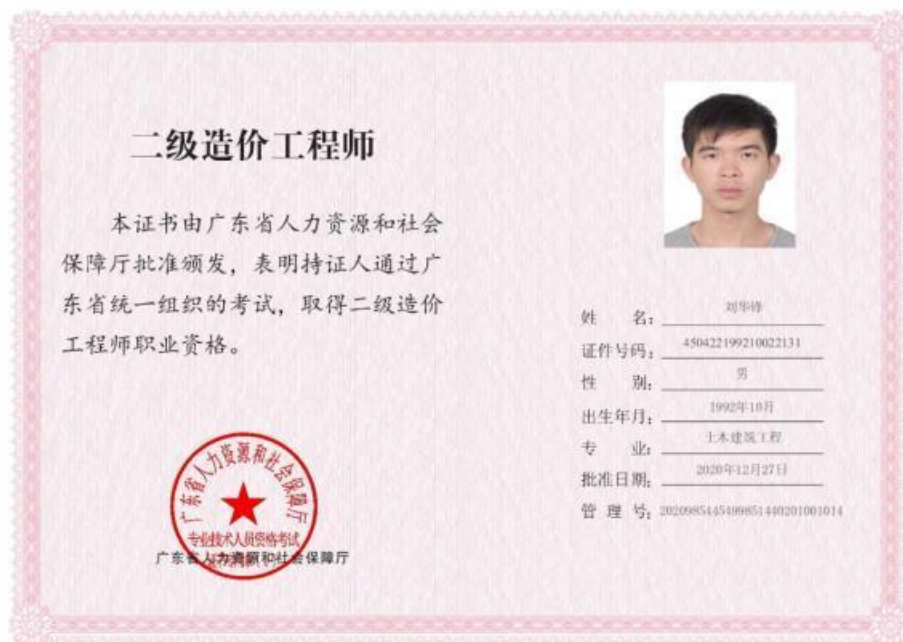 二级造价工程师
本证书由广东省人力资源和社会
保障厅批准颁发，表明持证人通过广
东省统一组织的考试，取得二级造价
工程师职业资格。
广东省人力资源和社会保障厅
专业技术人员资格考试
广东省人力资源和社会保障厅
姓 名：刘华锋
证件号码：450422199210022131
性 别：男
出生年月：1992年10月
专 业：土木建筑工程
批准日期：2020年12月27日
管 理 号：